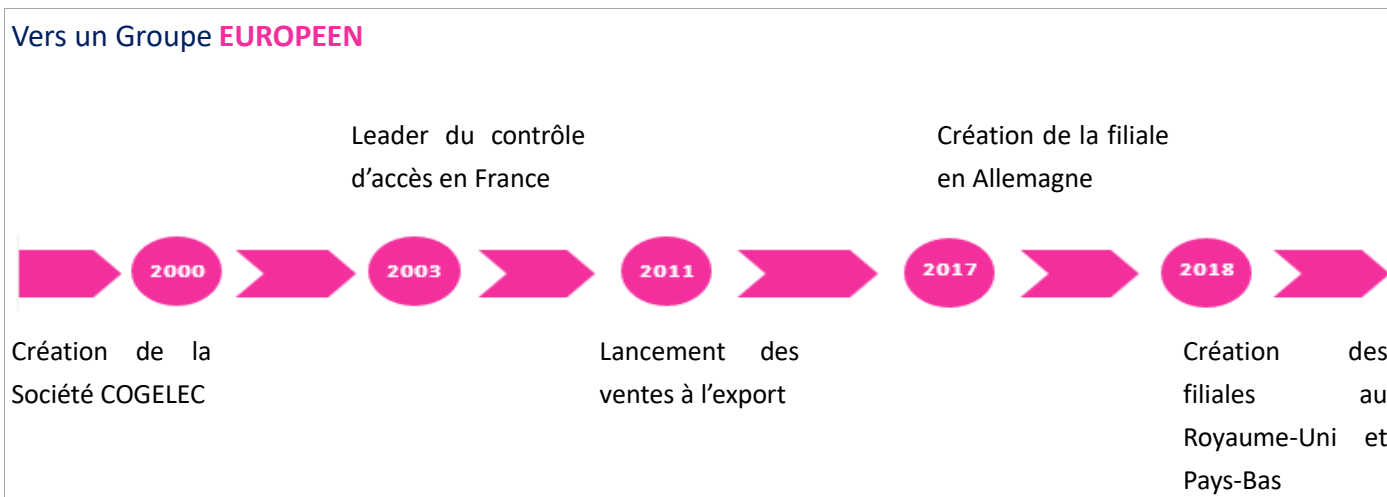 Vers un Groupe EUROPEEN
Leader du contrôle
d’accès en France
Création de la filiale
en Allemagne
2000
2003
2011
2017
2018
Création de la
Société COGELEC
Lancement des
ventes à l’export
Création des
filiales au
Royaume-Uni et
Pays-Bas